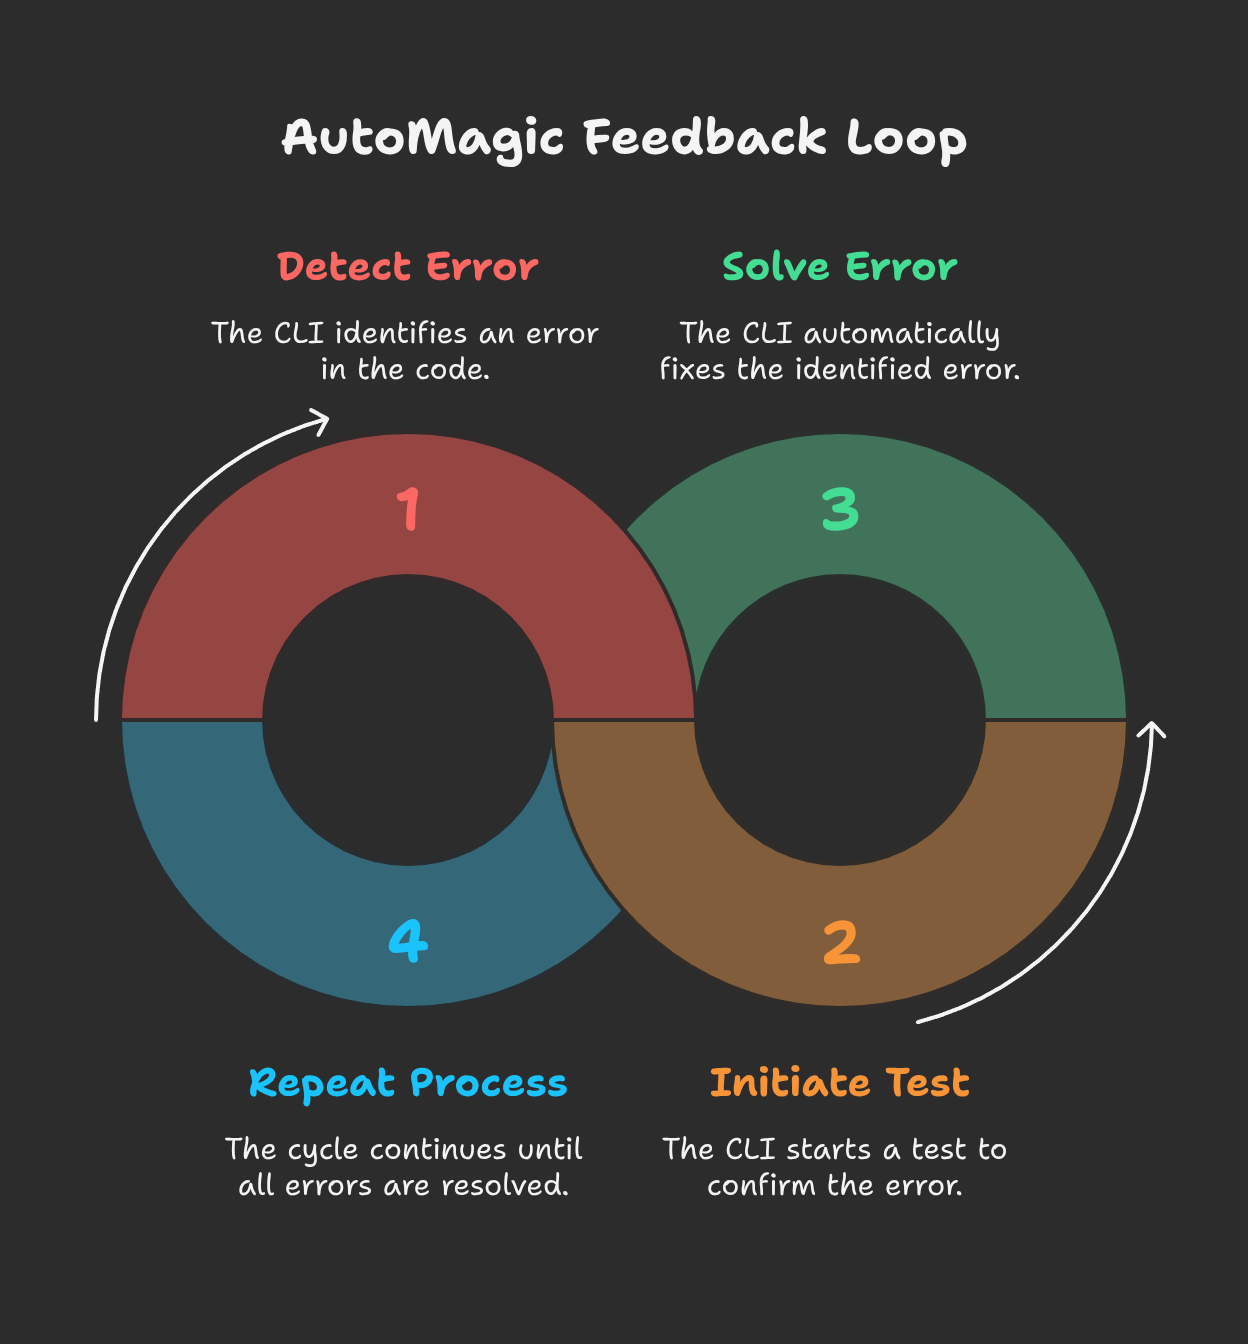 AutoMagic Feedback Loop
Detect Error
The CLI identifies an error
in the code.
Solve Error
The CLI automatically
fixes the identified error.
1
3
4
2
Repeat Process
The cycle continues until
all errors are resolved.
Initiate Test
The CLI starts a test to
confirm the error.